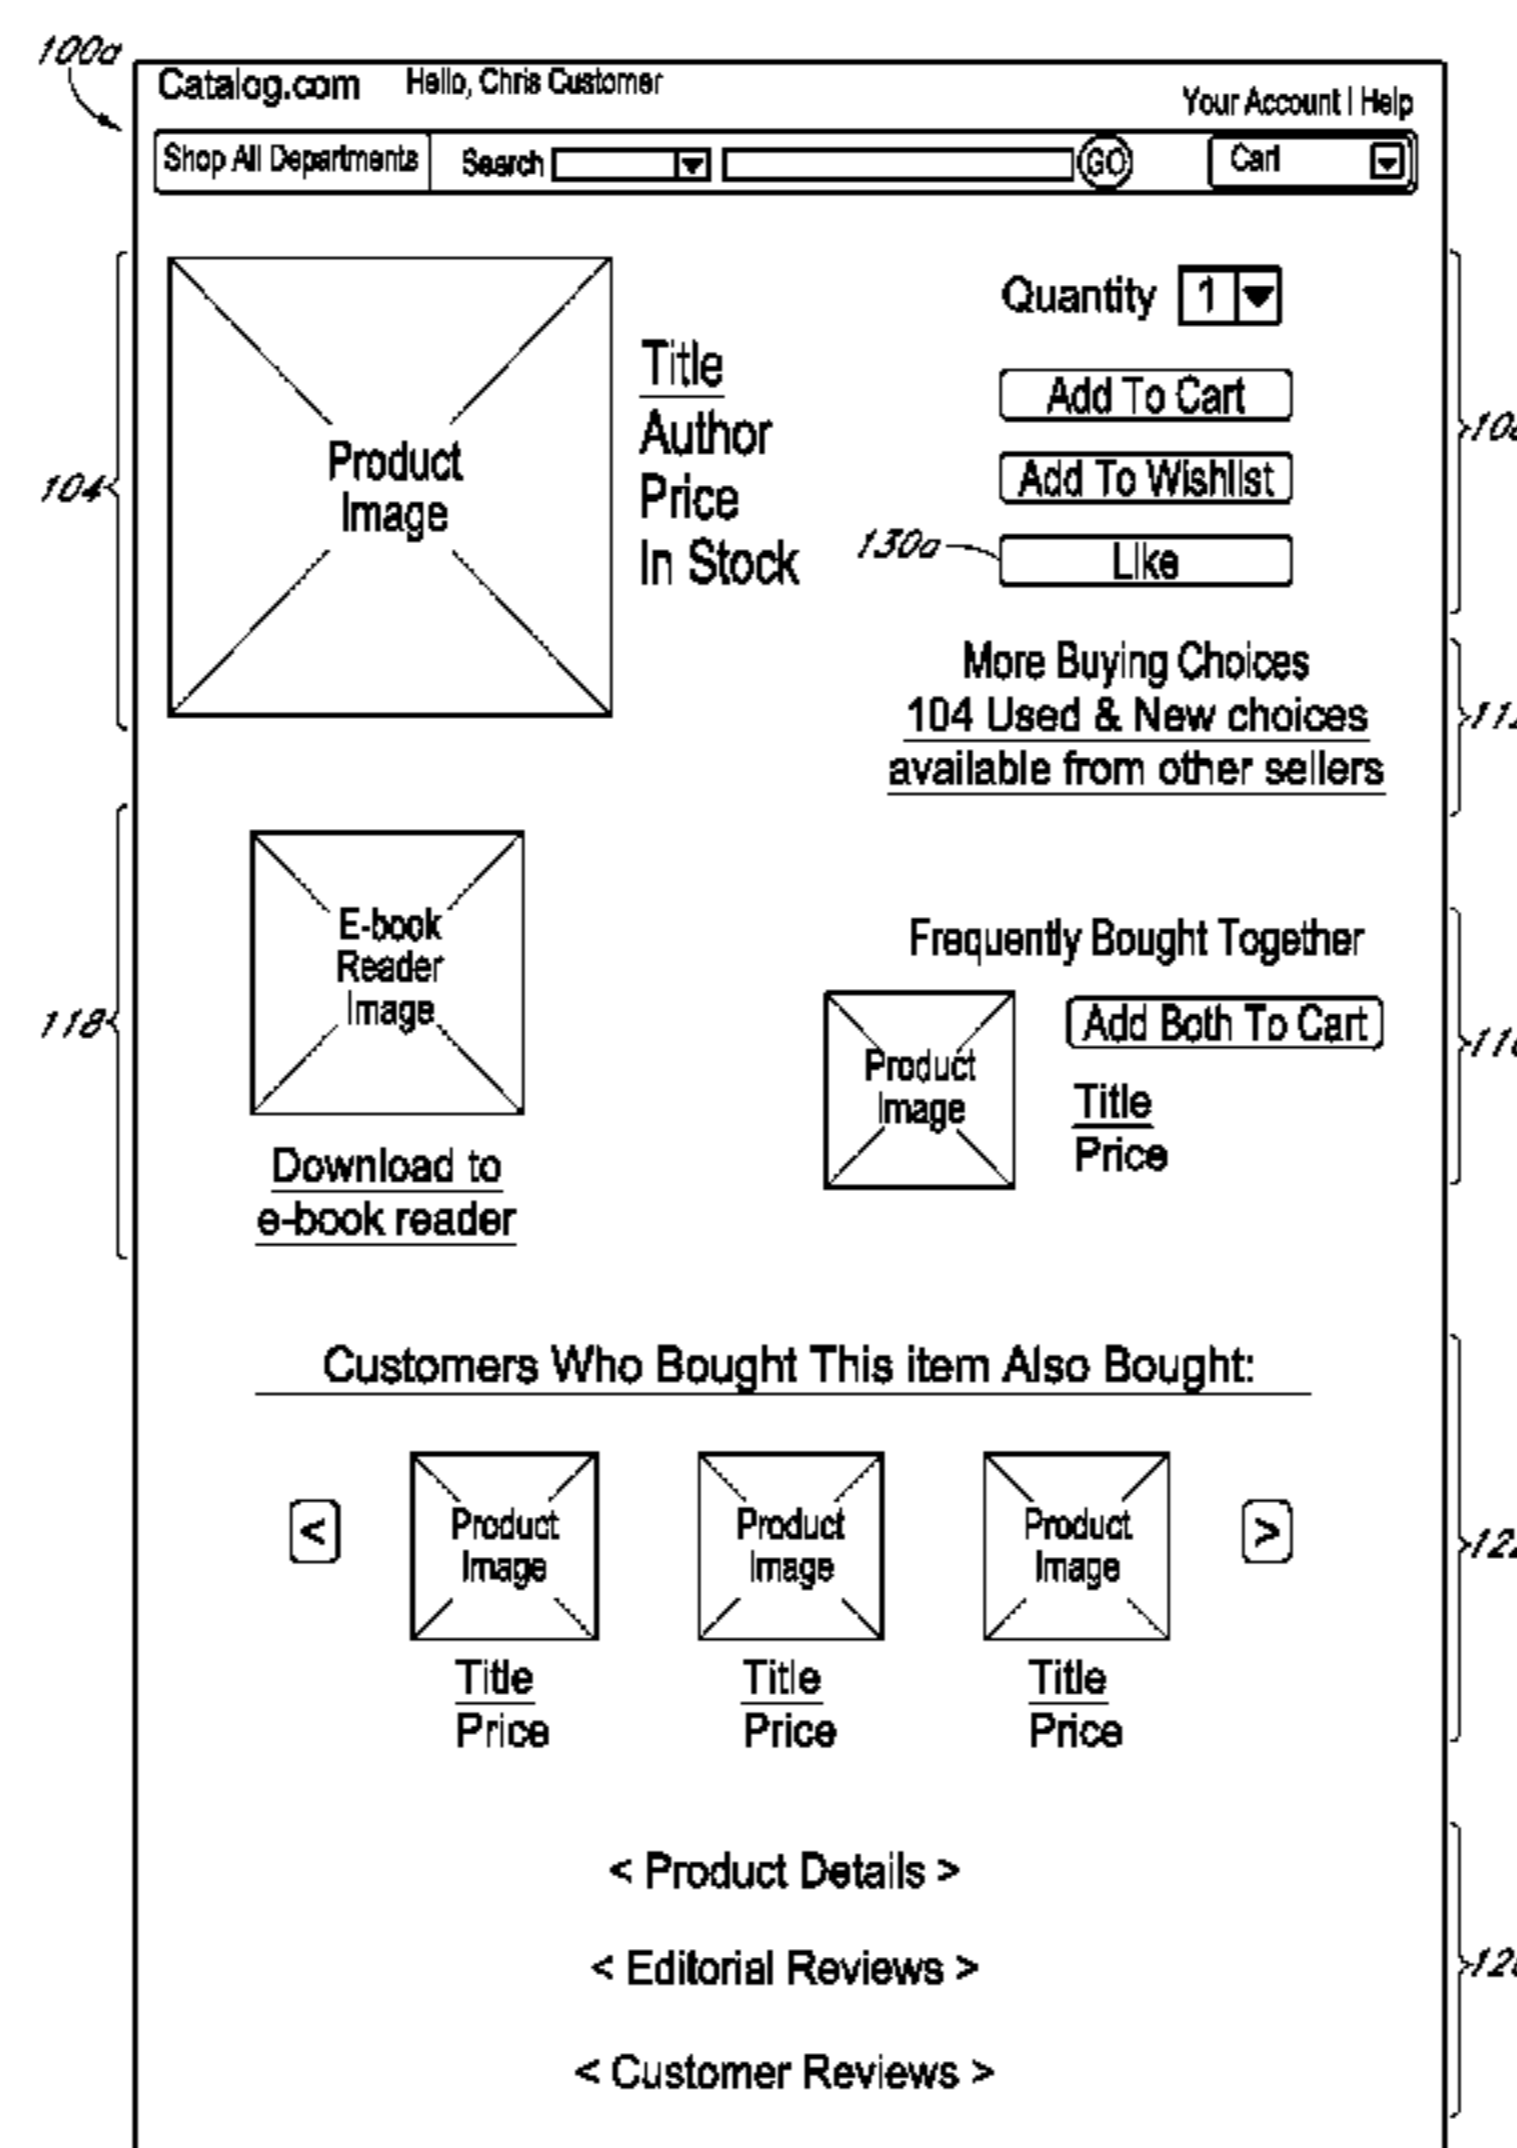 100a
Catalog.com Hello, Chris Customer
Your Account | Help
Shop All Departments Search GO Cart
Quantity 1
Title
Add To Cart
Author
Product
Image
Price
Add To Wishlist
104
In Stock
130a
Like
More Buying Choices
104 Used & New choices
available from other sellers
E-book
Reader
Image
118
Download to
e-book reader
Frequently Bought Together
Product
Image
Add Both To Cart
Title
Price
Customers Who Bought This item Also Bought:
< Product Product Product >
Image Image Image
Title Title Title
Price Price Price
< Product Details >
< Editorial Reviews >
< Customer Reviews >